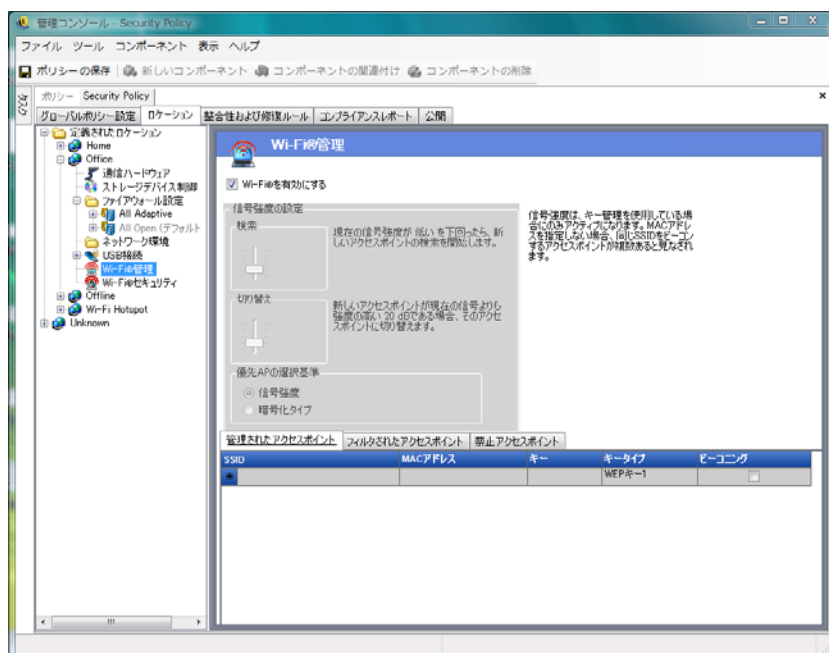 管理コンソール - Security Policy
ファイル ツール コンポーネント 表示 ヘルプ
ポリシーの保存 新しいコンポーネント コンポーネントの関連付け コンポーネントの削除
タスク
ポリシー Security Policy
グローバルポリシー設定 ロケーション 整合性および修復ルール コンプライアンスレポート 公開
定義されたロケーション
Home
Office
通信ハードウェア
ストレージデバイス制御
ファイアウォール設定
All Adaptive
All Open (デフォルト
ネットワーク環境
USB接続
Wi-Fi®管理
Wi-Fi®セキュリティ
Offline
Wi-Fi Hotspot
Unknown
Wi-Fi®管理
Wi-Fi®を有効にする
信号強度の設定
検索
現在の信号強度が 低い を下回ったら、新
しいアクセスポイントの検索を開始します。
切り替え
新しいアクセスポイントが現在の信号よりも
強度の高い 20 dBである場合、そのアクセ
スポイントに切り替えます。
優先APの選択基準
信号強度
暗号化タイプ
信号強度は、キー管理を使用している場
合にのみアクティブになります。MACアドレ
スを指定しない場合、同じSSIDをビーコン
するアクセスポイントが複数あると見なされ
ます。
管理されたアクセスポイント フィルタされたアクセスポイント 禁止アクセスポイント
SSID MACアドレス キー キータイプ ビーコニング
WEPキー1